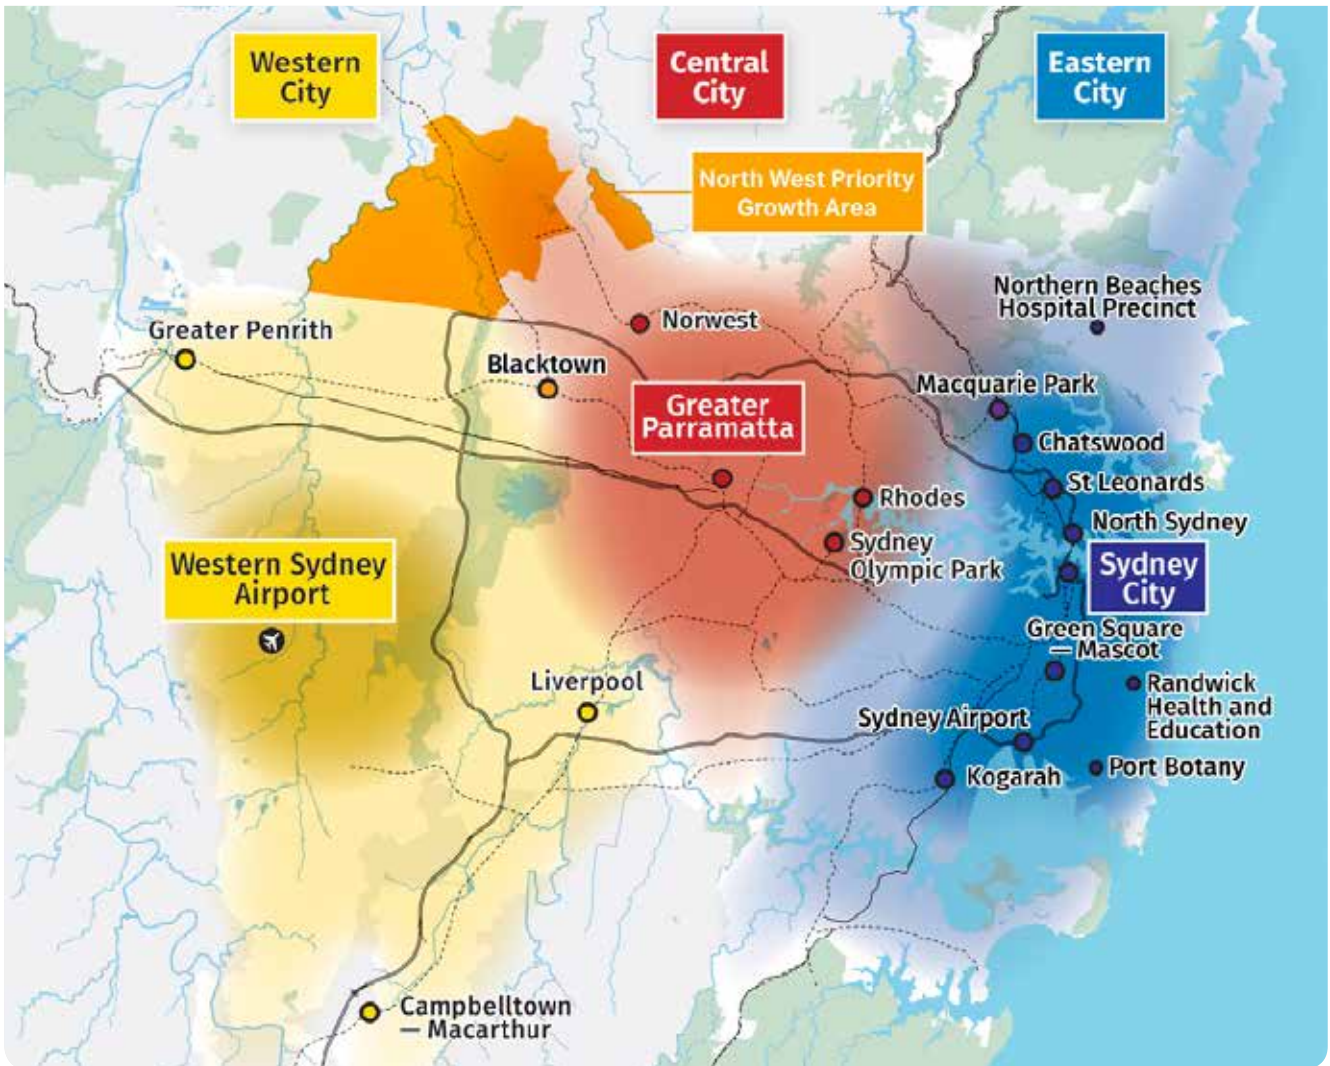 Western
City
Central
City
Eastern
City
North West Priority
Growth Area
Northern Beaches
Hospital Precinct
Greater Penrith
Norwest
Blacktown
Macquarie Park
Greater
Parramatta
Chatswood
St Leonards
Rhodes
North Sydney
Sydney
Olympic Park
Western Sydney
Airport
Sydney
City
Green Square
— Mascot
Liverpool
Randwick
Health and
Education
Sydney Airport
Port Botany
Kogarah
Campbelltown
— Macarthur